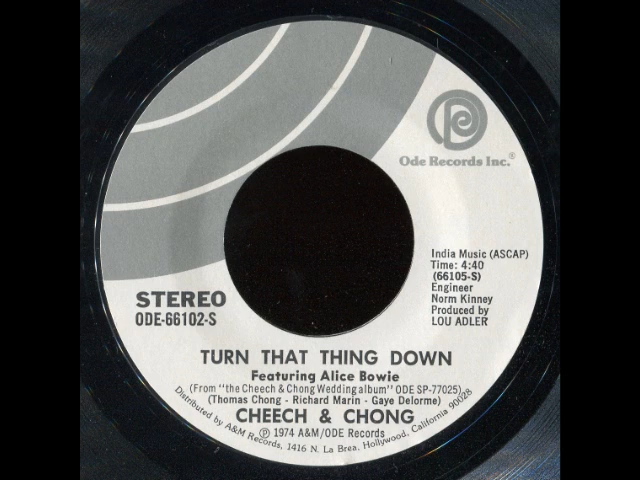 Ode Records Inc.®
India Music (ASCAP)
Time: 4:40
(66105-S)
Engineer
Norm Kinney
Produced by
LOU ADLER
STEREO
ODE-66102-S
TURN THAT THING DOWN
Featuring Alice Bowie
(From "the Cheech & Chong Wedding album" ODE SP-77025)
(Thomas Chong - Richard Marin - Gaye Delorme)
CHEECH & CHONG
℗ 1974 A&M/ODE Records
Distributed by A&M Records, 1416 N. La Brea, Hollywood, California 90028